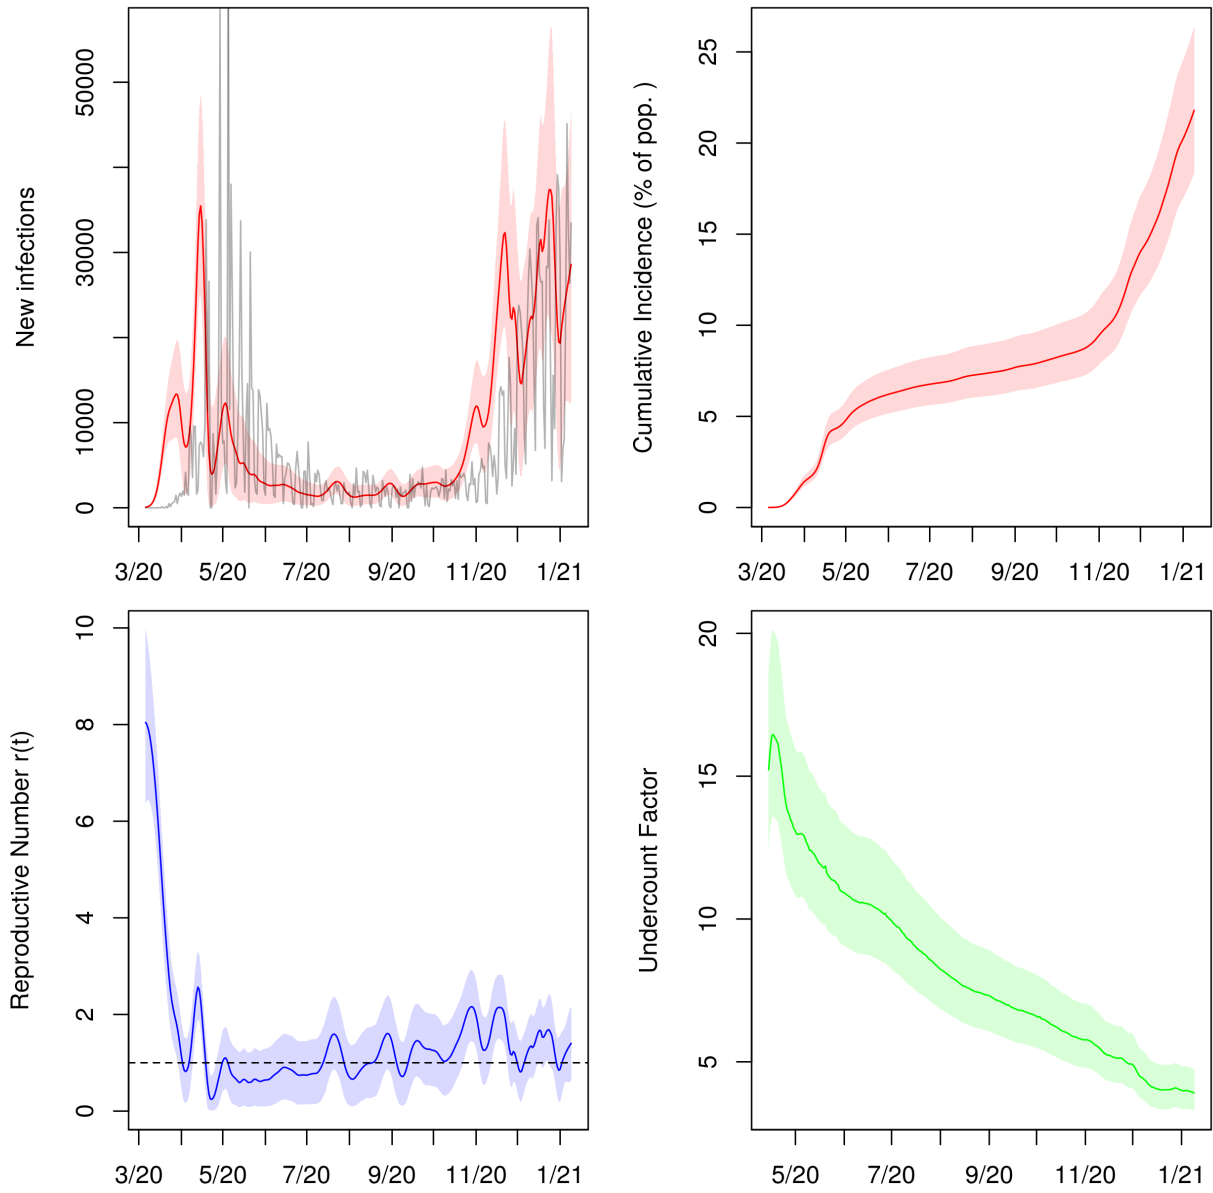 New infections
0
10000
30000
50000
3/20 5/20 7/20 9/20 11/20 1/21
Cumulative Incidence (% of pop. )
0
5
10
15
20
25
3/20 5/20 7/20 9/20 11/20 1/21
Reproductive Number r(t)
0
2
4
6
8
10
3/20 5/20 7/20 9/20 11/20 1/21
Undercount Factor
5
10
15
20
5/20 7/20 9/20 11/20 1/21